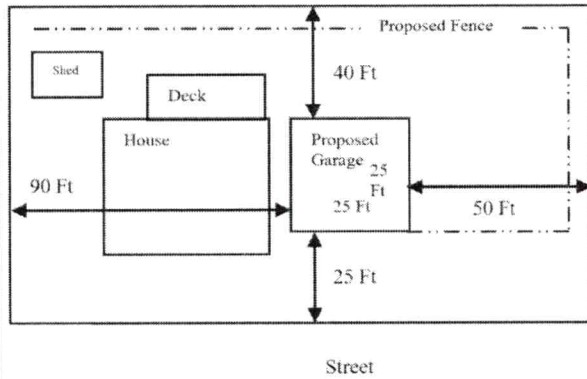 Proposed Fence
Shed
40 Ft
Deck
House
Proposed
Garage
25
Ft
25 Ft
90 Ft
50 Ft
25 Ft
Street